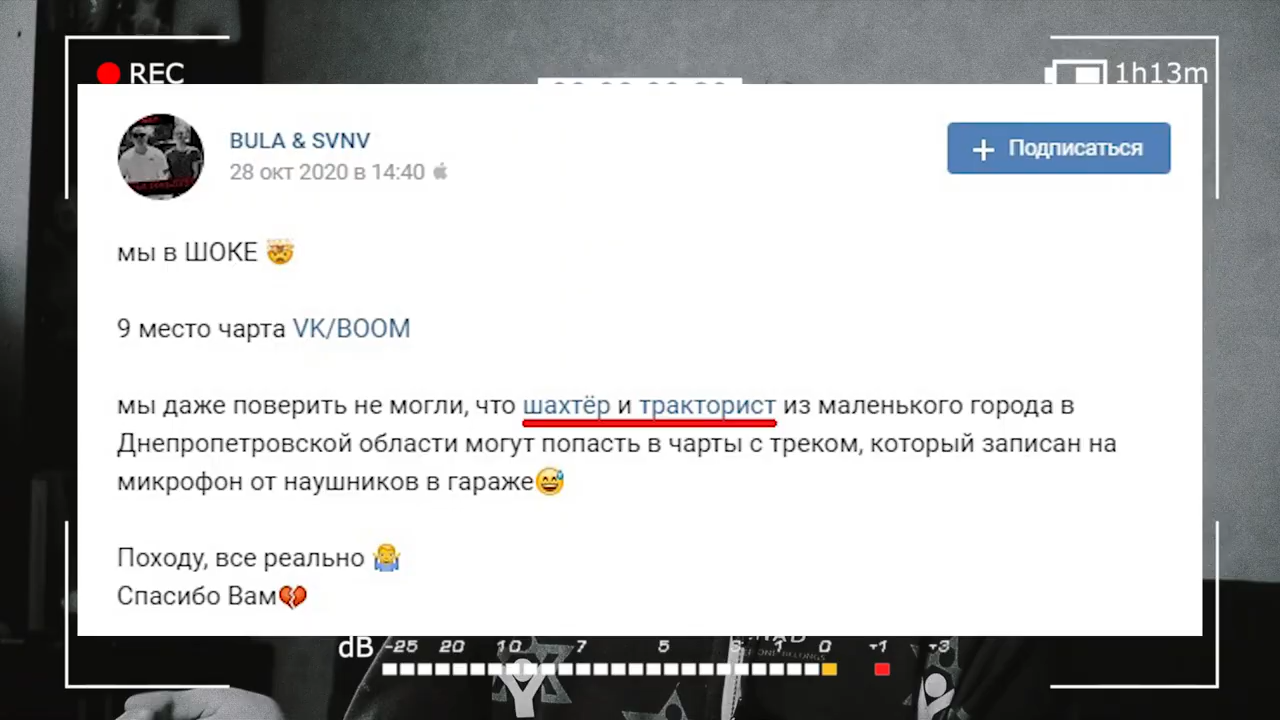 REC
1h13m
BULA & SVNV
28 окт 2020 в 14:40
+ Подписаться
мы в ШОКЕ 🤯
9 место чарта VK/BOOM
мы даже поверить не могли, что шахтёр и тракторист из маленького города в
Днепропетровской области могут попасть в чарты с треком, который записан на
микрофон от наушников в гараже😅
Походу, все реально 🤷‍♂️
Спасибо Вам💔
dB -25 20 10 7 5 3 1 0 +1 +3